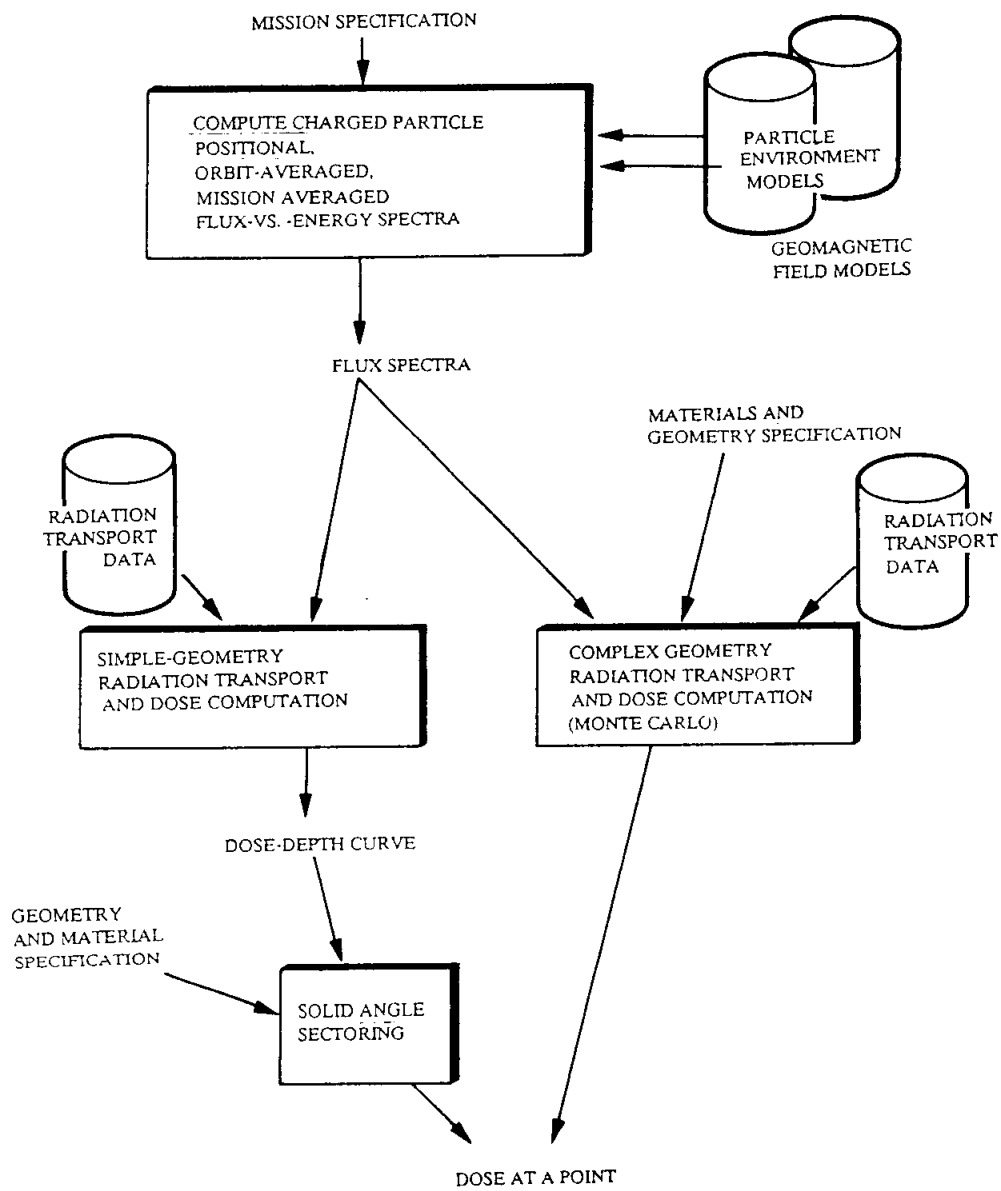 MISSION SPECIFICATION
COMPUTE CHARGED PARTICLE
POSITIONAL,
ORBIT-AVERAGED,
MISSION AVERAGED
FLUX-VS.-ENERGY SPECTRA
PARTICLE
ENVIRONMENT
MODELS
GEOMAGNETIC
FIELD MODELS
FLUX SPECTRA
MATERIALS AND
GEOMETRY SPECIFICATION
RADIATION
TRANSPORT
DATA
RADIATION
TRANSPORT
DATA
SIMPLE-GEOMETRY
RADIATION TRANSPORT
AND DOSE COMPUTATION
COMPLEX GEOMETRY
RADIATION TRANSPORT
AND DOSE COMPUTATION
(MONTE CARLO)
DOSE-DEPTH CURVE
GEOMETRY
AND MATERIAL
SPECIFICATION
SOLID ANGLE
SECTORING
DOSE AT A POINT